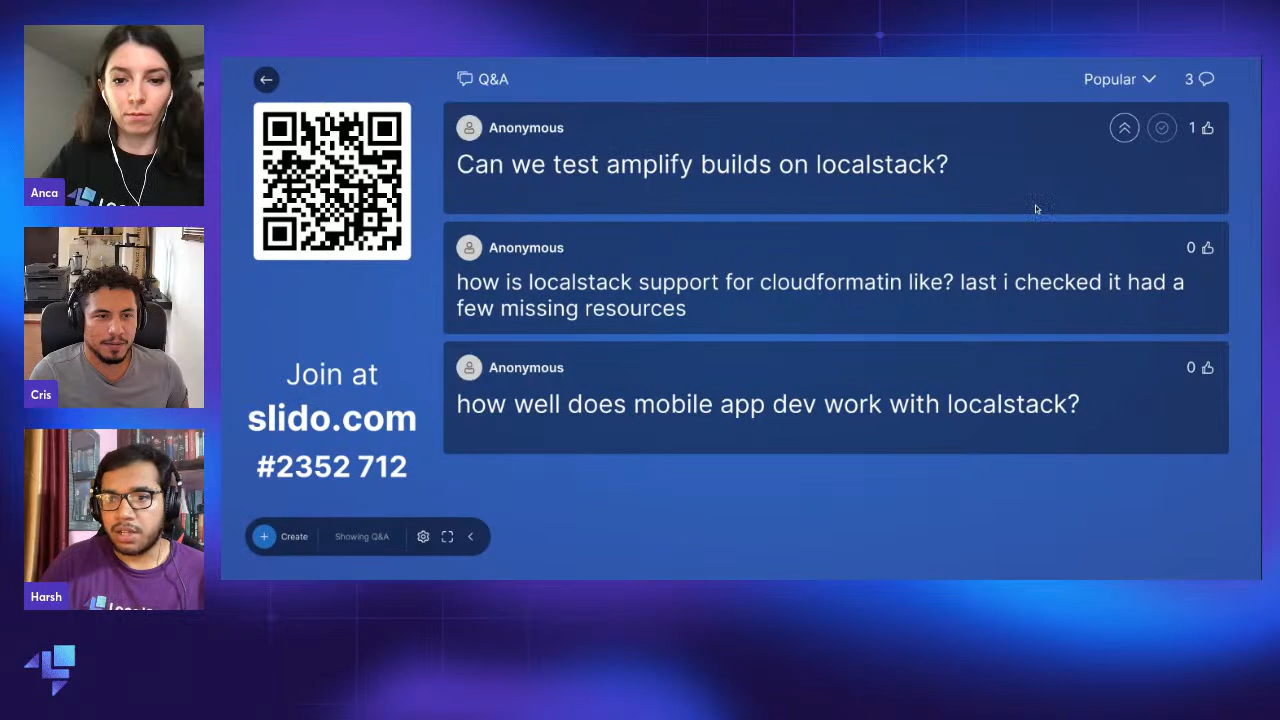 Anca
Cris
Harsh
Q&A
Popular
3
Join at
slido.com
#2352 712
Create
Showing Q&A
Anonymous
1
Can we test amplify builds on localstack?
Anonymous
0
how is localstack support for cloudformatin like? last i checked it had a
few missing resources
Anonymous
0
how well does mobile app dev work with localstack?